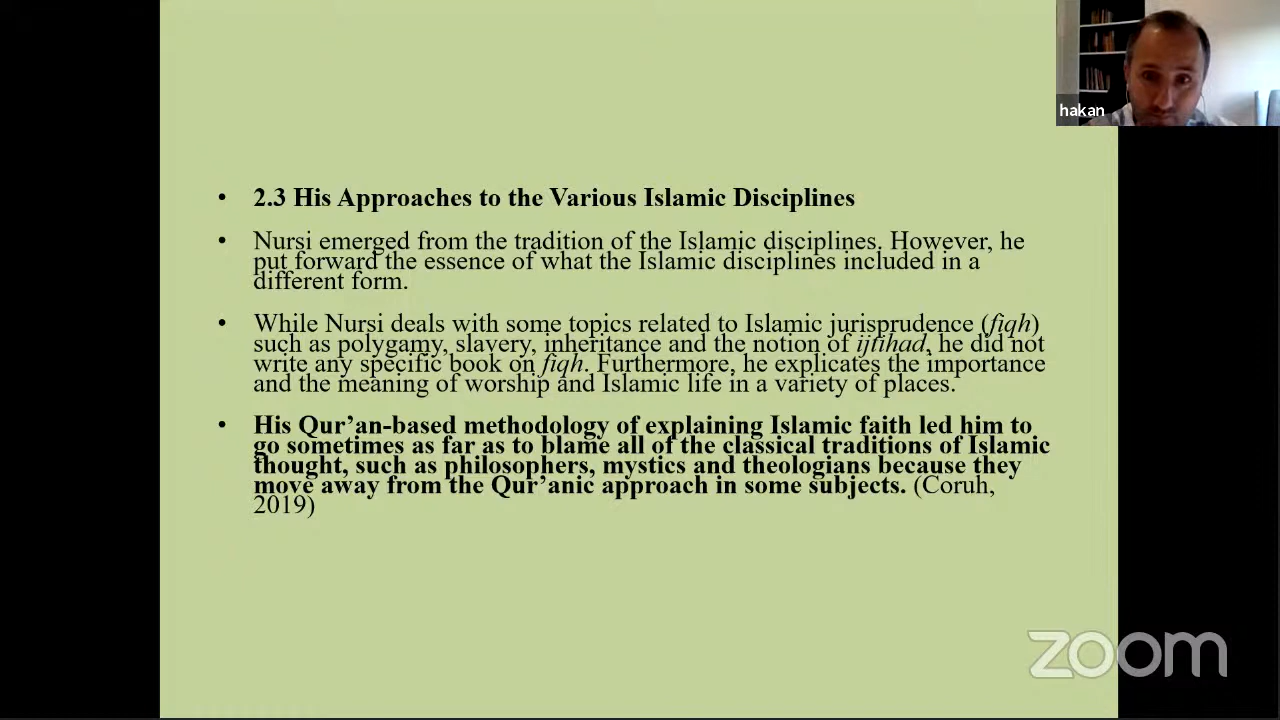 hakan
• 2.3 His Approaches to the Various Islamic Disciplines
• Nursi emerged from the tradition of the Islamic disciplines. However, he
put forward the essence of what the Islamic disciplines included in a
different form.
• While Nursi deals with some topics related to Islamic jurisprudence (fiqh)
such as polygamy, slavery, inheritance and the notion of ijtihad, he did not
write any specific book on fiqh. Furthermore, he explicates the importance
and the meaning of worship and Islamic life in a variety of places.
• His Qur’an-based methodology of explaining Islamic faith led him to
go sometimes as far as to blame all of the classical traditions of Islamic
thought, such as philosophers, mystics and theologians because they
move away from the Qur’anic approach in some subjects. (Coruh,
2019)
zoom